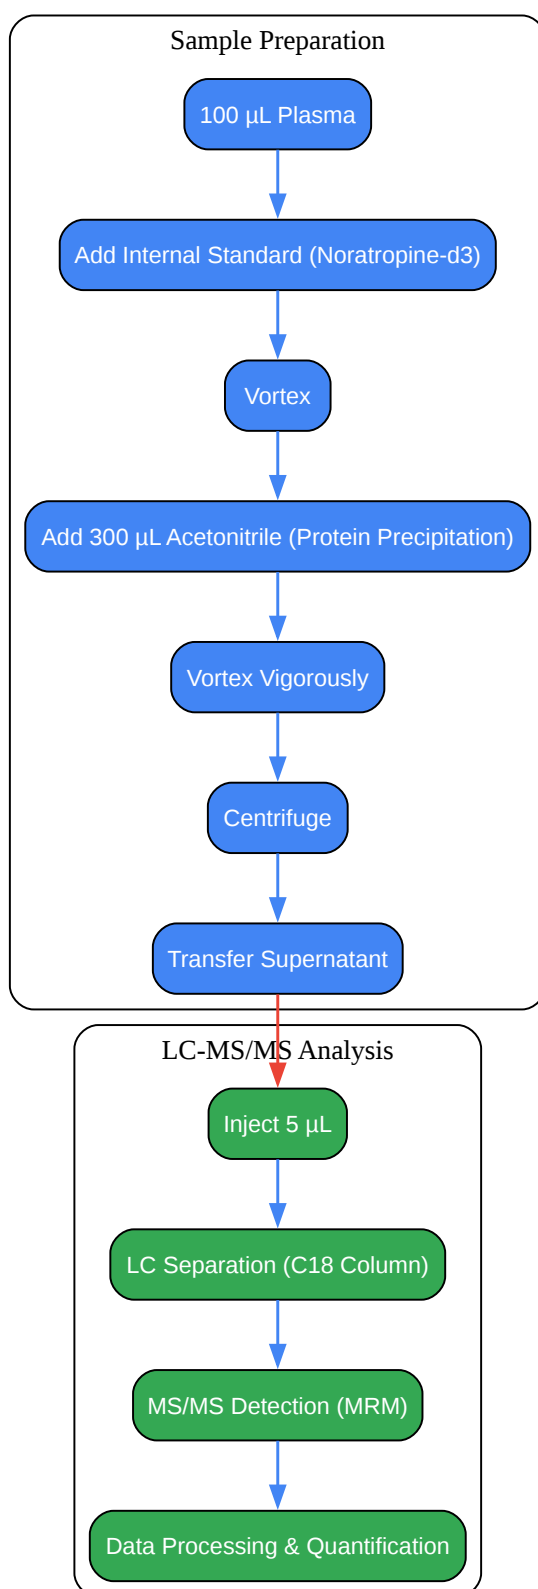 Sample Preparation
100 µL Plasma
Add Internal Standard (Noratropine-d3)
Vortex
Add 300 µL Acetonitrile (Protein Precipitation)
Vortex Vigorously
Centrifuge
Transfer Supernatant
LC-MS/MS Analysis
Inject 5 µL
LC Separation (C18 Column)
MS/MS Detection (MRM)
Data Processing & Quantification